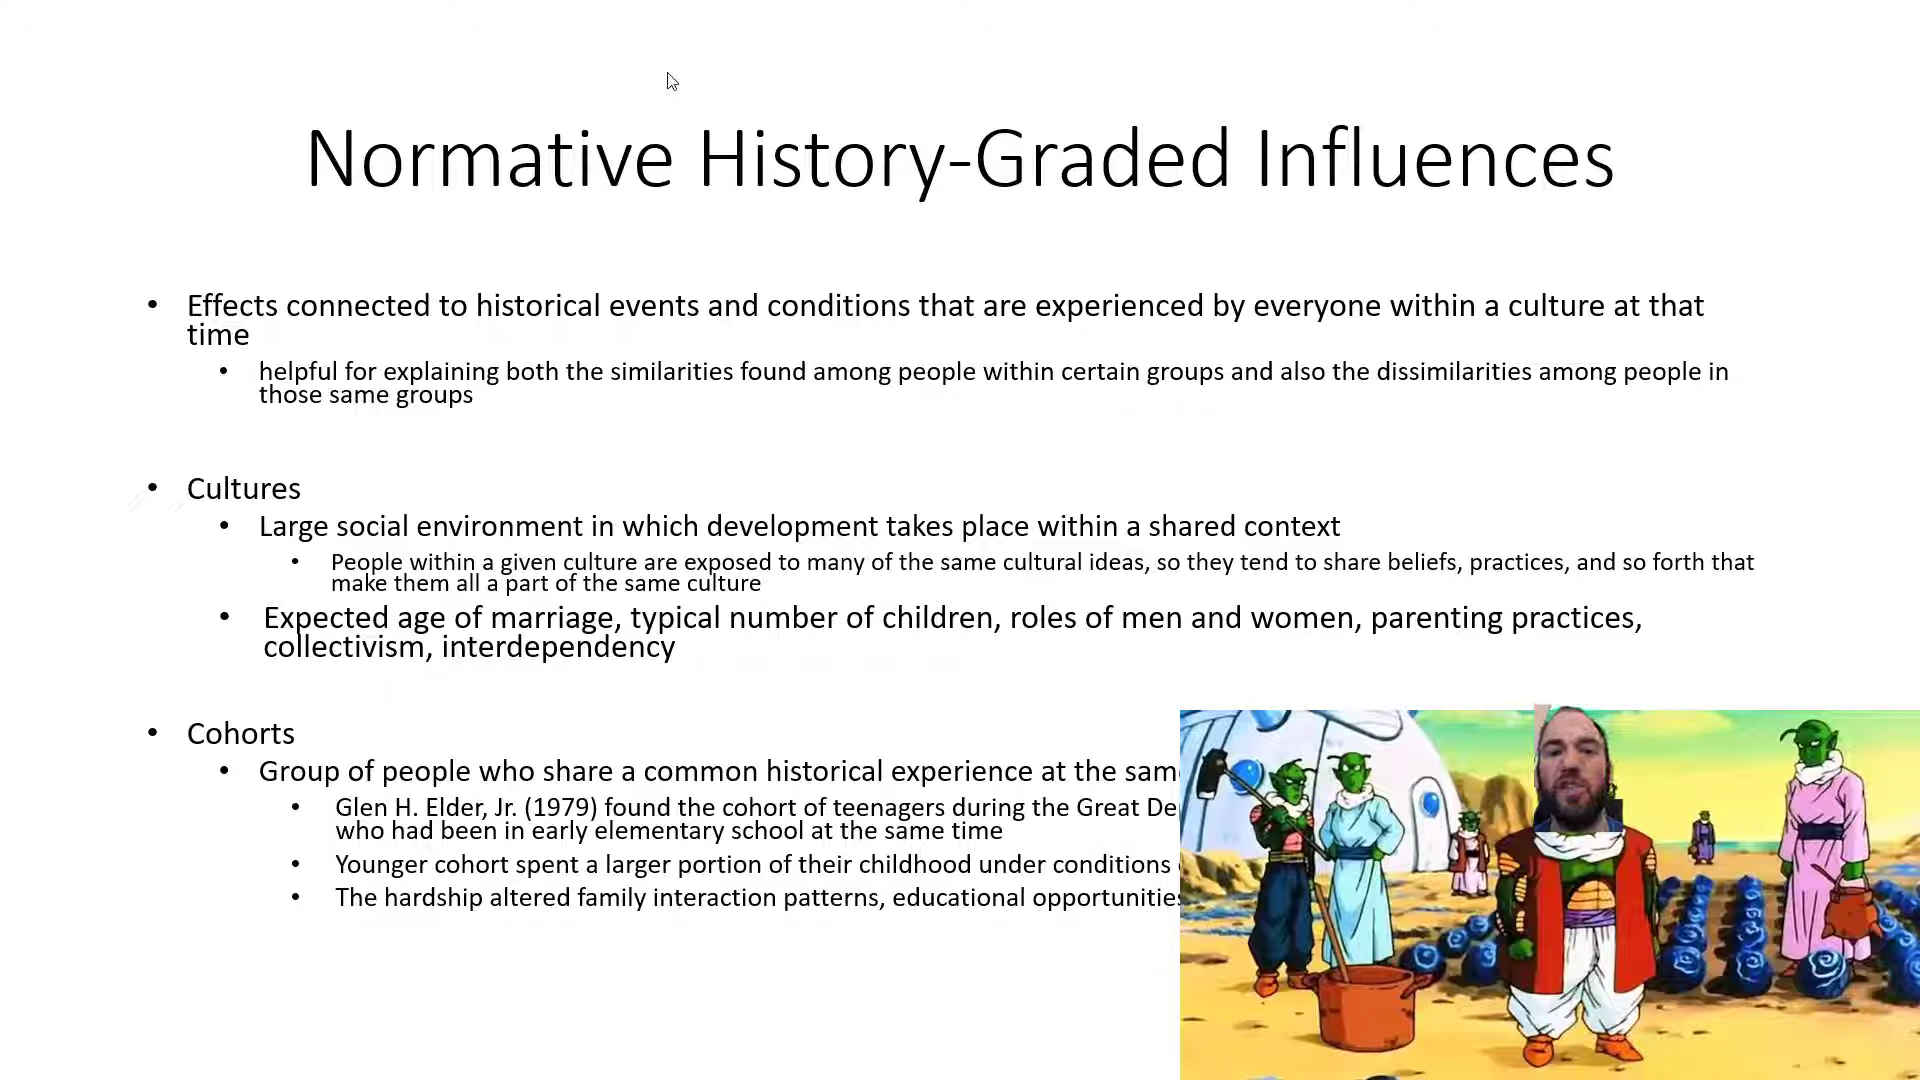 Normative History-Graded Influences
• Effects connected to historical events and conditions that are experienced by everyone within a culture at that
time
• helpful for explaining both the similarities found among people within certain groups and also the dissimilarities among people in
those same groups
• Cultures
• Large social environment in which development takes place within a shared context
• People within a given culture are exposed to many of the same cultural ideas, so they tend to share beliefs, practices, and so forth that
make them all a part of the same culture
• Expected age of marriage, typical number of children, roles of men and women, parenting practices,
collectivism, interdependency
• Cohorts
• Group of people who share a common historical experience at the sam
• Glen H. Elder, Jr. (1979) found the cohort of teenagers during the Great De
who had been in early elementary school at the same time
• Younger cohort spent a larger portion of their childhood under conditions
• The hardship altered family interaction patterns, educational opportunities